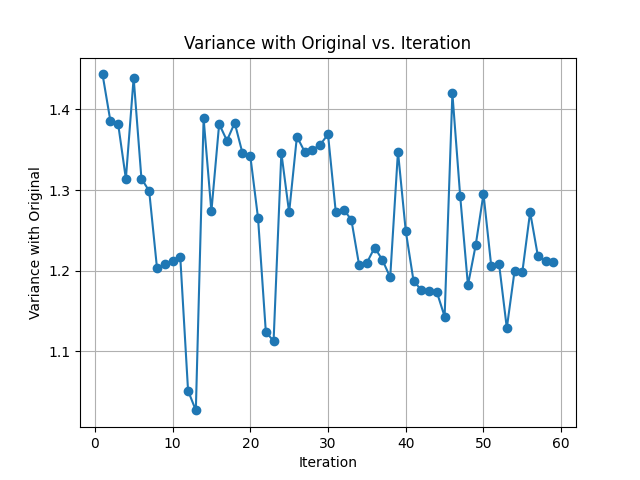 Variance with Original vs. Iteration
Variance with Original
1.4
1.3
1.2
1.1
0 10 20 30 40 50 60
Iteration